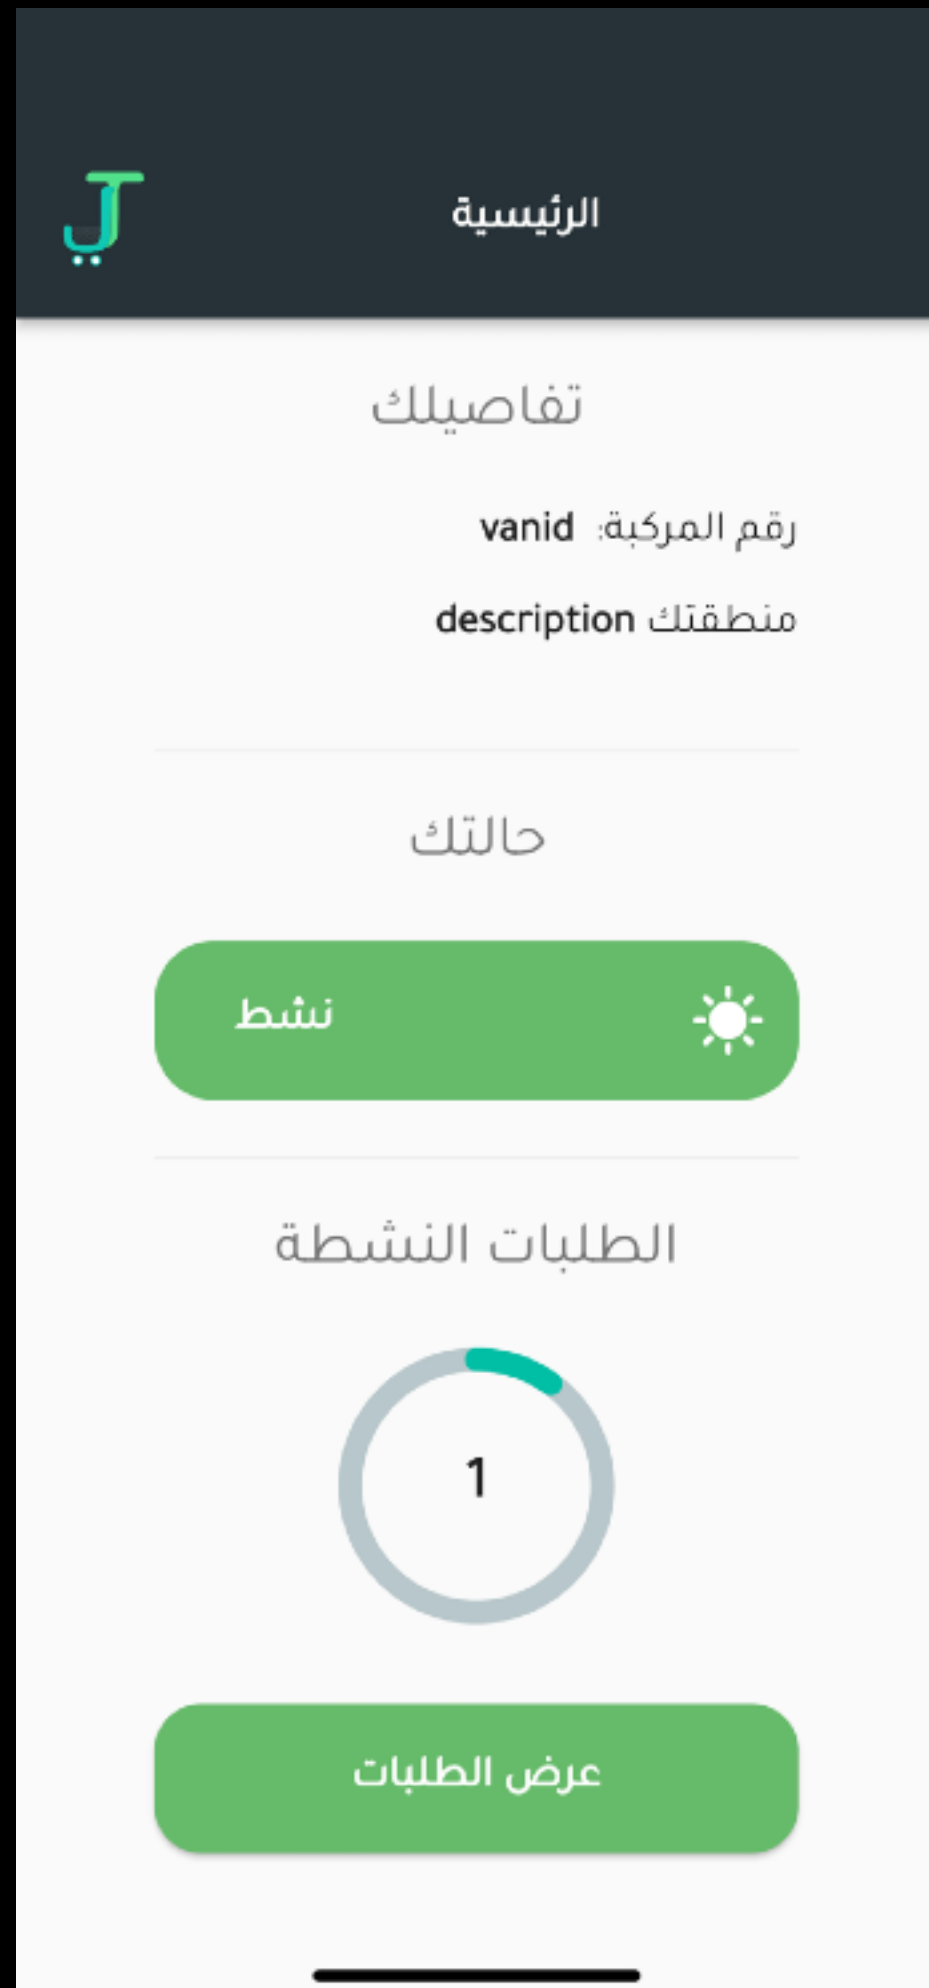 الرئيسية
تفاصيلك
رقم المركبة: vanid
منطقتك description
حالتك
نشط
الطلبات النشطة
1
عرض الطلبات